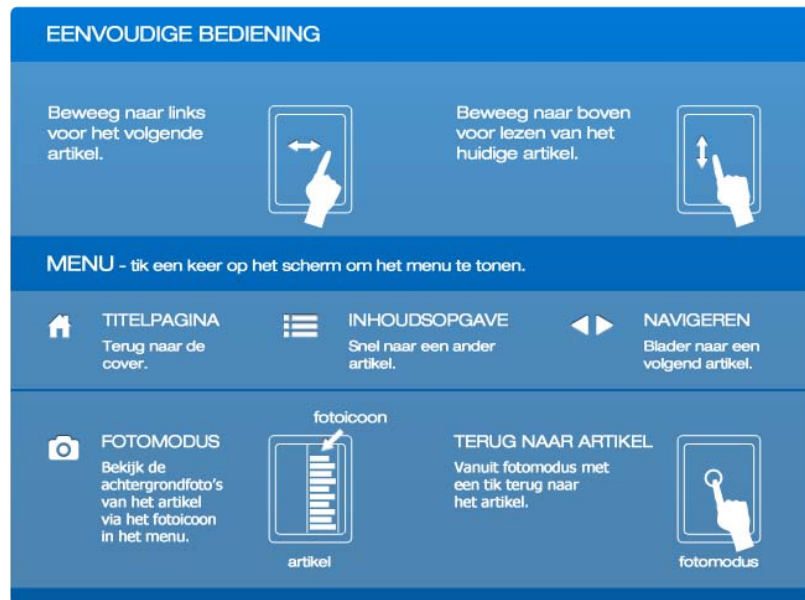 EENVOUDIGE BEDIENING
Beweeg naar links
voor het volgende
artikel.
Beweeg naar boven
voor lezen van het
huidige artikel.
MENU - tik een keer op het scherm om het menu te tonen.
TITELPAGINA
Terug naar de
cover.
INHOUDSOPGAVE
Snel naar een ander
artikel.
NAVIGEREN
Blader naar een
volgend artikel.
FOTOMODUS
Bekijk de
achtergrondfoto's
van het artikel
via het fotoicoon
in het menu.
fotoicoon
artikel
TERUG NAAR ARTIKEL
Vanuit fotomodus met
een tik terug naar
het artikel.
fotomodus